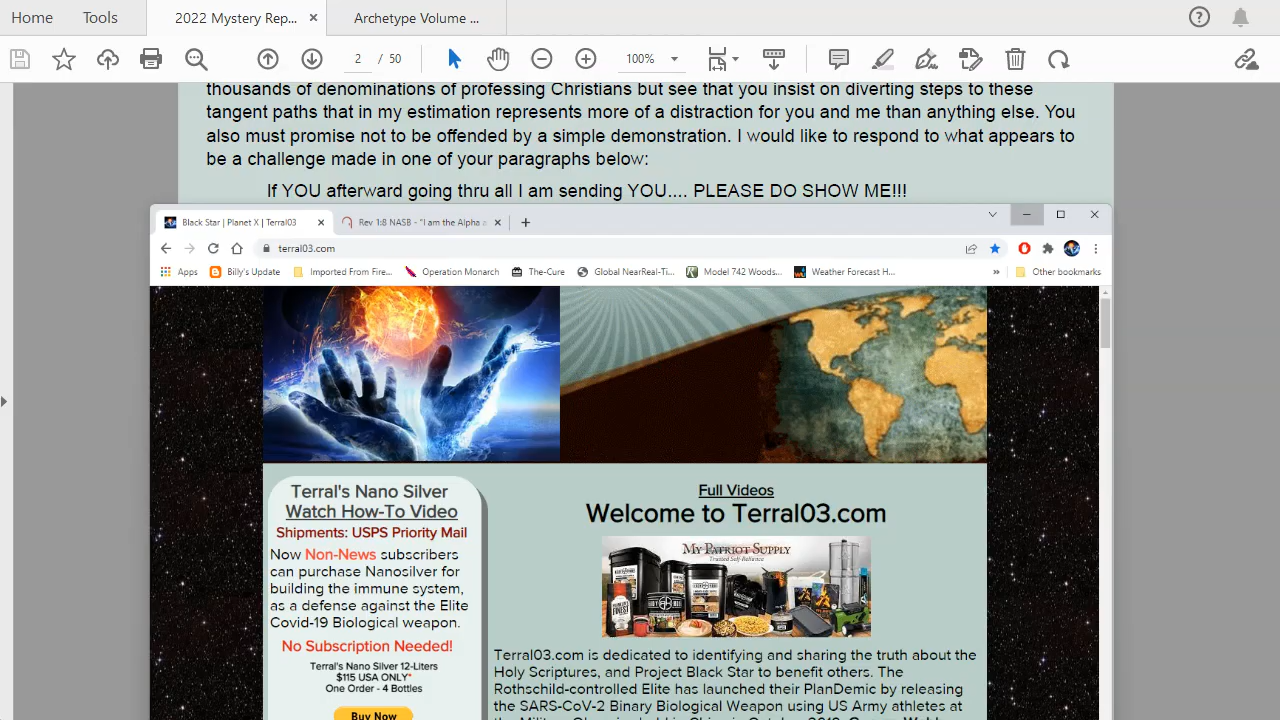 Home Tools 2022 Mystery Rep... × Archetype Volume ...
2 / 50 100%
thousands of denominations of professing Christians but see that you insist on diverting steps to these
tangent paths that in my estimation represents more of a distraction for you and me than anything else. You
also must promise not to be offended by a simple demonstration. I would like to respond to what appears to
be a challenge made in one of your paragraphs below:
If YOU afterward going thru all I am sending YOU.... PLEASE DO SHOW ME!!!
Black Star | Planet X | Terral03 × Rev 1:8 NASB - "I am the Alpha a ×
terral03.com
Apps Billy's Update Imported From Fire... Operation Monarch The-Cure Global NearReal-Ti... Model 742 Woods... Weather Forecast H... » Other bookmarks
Terral's Nano Silver
Watch How-To Video
Shipments: USPS Priority Mail
Now Non-News subscribers
can purchase Nanosilver for
building the immune system,
as a defense against the Elite
Covid-19 Biological weapon.
No Subscription Needed!
Terral's Nano Silver 12-Liters
$115 USA ONLY*
One Order - 4 Bottles
Buy Now
Full Videos
Welcome to Terral03.com
MY PATRIOT SUPPLY
Trusted Self-Reliance
Terral03.com is dedicated to identifying and sharing the truth about the
Holy Scriptures, and Project Black Star to benefit others. The
Rothschild-controlled Elite has launched their PlanDemic by releasing
the SARS-CoV-2 Binary Biological Weapon using US Army athletes at